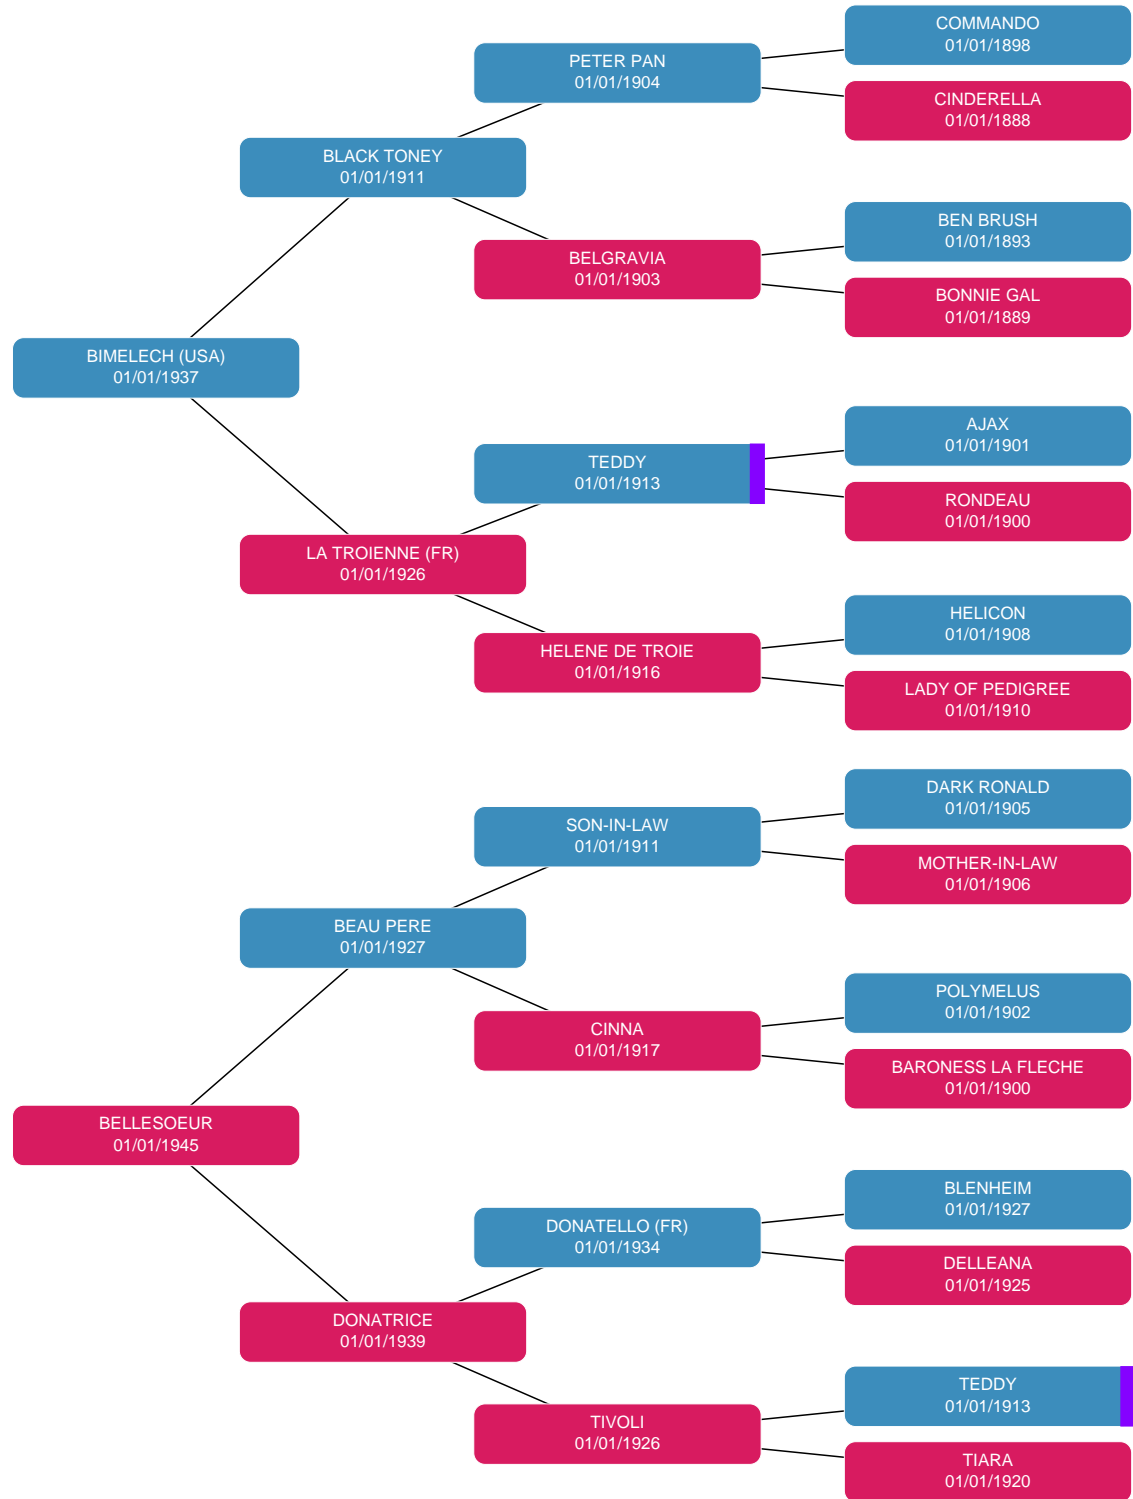 COMMANDO
01/01/1898
PETER PAN
01/01/1904
CINDERELLA
01/01/1888
BLACK TONEY
01/01/1911
BEN BRUSH
01/01/1893
BELGRAVIA
01/01/1903
BONNIE GAL
01/01/1889
BIMELECH (USA)
01/01/1937
AJAX
01/01/1901
TEDDY
01/01/1913
RONDEAU
01/01/1900
LA TROIENNE (FR)
01/01/1926
HELICON
01/01/1908
HELENE DE TROIE
01/01/1916
LADY OF PEDIGREE
01/01/1910
DARK RONALD
01/01/1905
SON-IN-LAW
01/01/1911
MOTHER-IN-LAW
01/01/1906
BEAU PERE
01/01/1927
POLYMELUS
01/01/1902
CINNA
01/01/1917
BARONESS LA FLECHE
01/01/1900
BELLESOEUR
01/01/1945
BLENHEIM
01/01/1927
DONATELLO (FR)
01/01/1934
DELLEANA
01/01/1925
DONATRICE
01/01/1939
TEDDY
01/01/1913
TIVOLI
01/01/1926
TIARA
01/01/1920